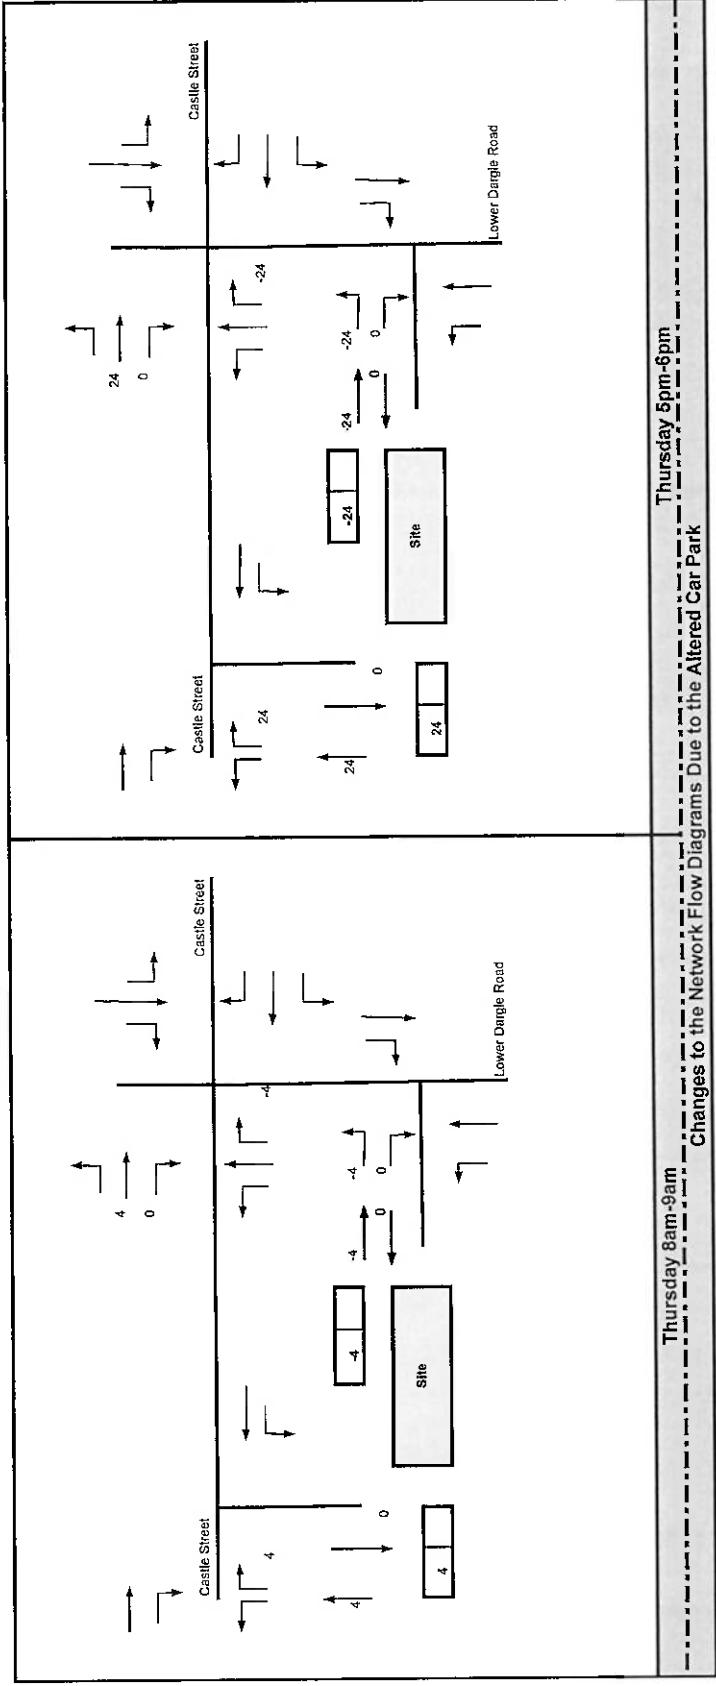 4
0
Castle Street
Castle Street
4
-4
4
0
4
-4
-4
0
-4
0
Site
Lower Dargle Road
Thursday 8am-9am
24
0
Castle Street
Castle Street
24
-24
24
0
24
-24
-24
0
-24
0
Site
Lower Dargle Road
Thursday 5pm-6pm
Changes to the Network Flow Diagrams Due to the Altered Car Park